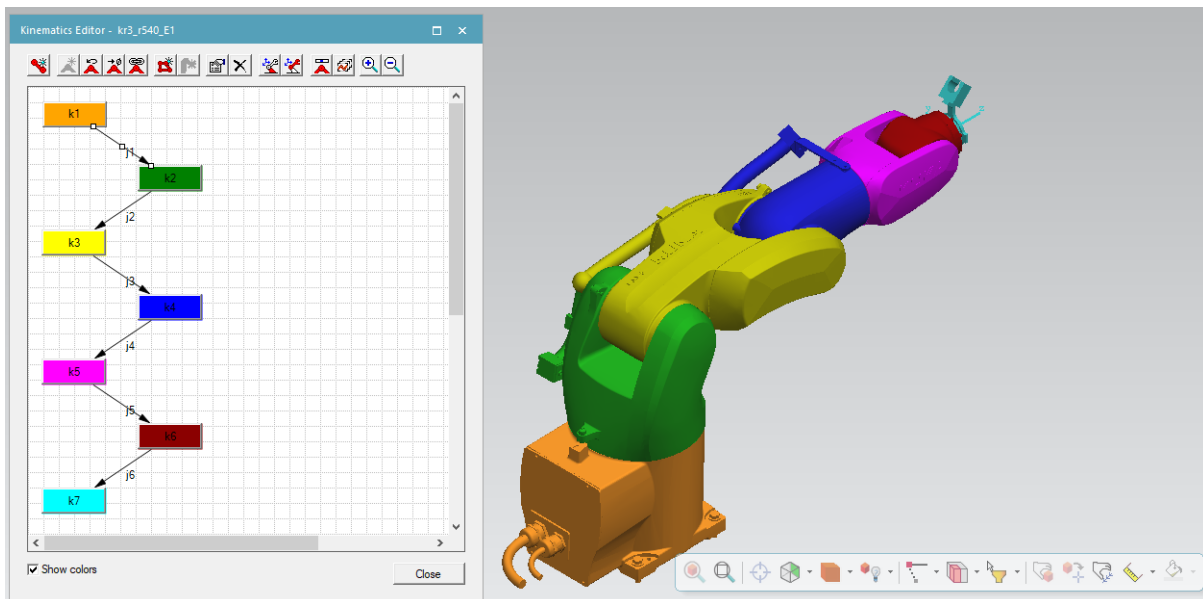 Kinematics Editor - kr3_r540_E1
k1
j1
k2
j2
k3
j3
k4
j4
k5
j5
k6
j6
k7
Show colors
Close